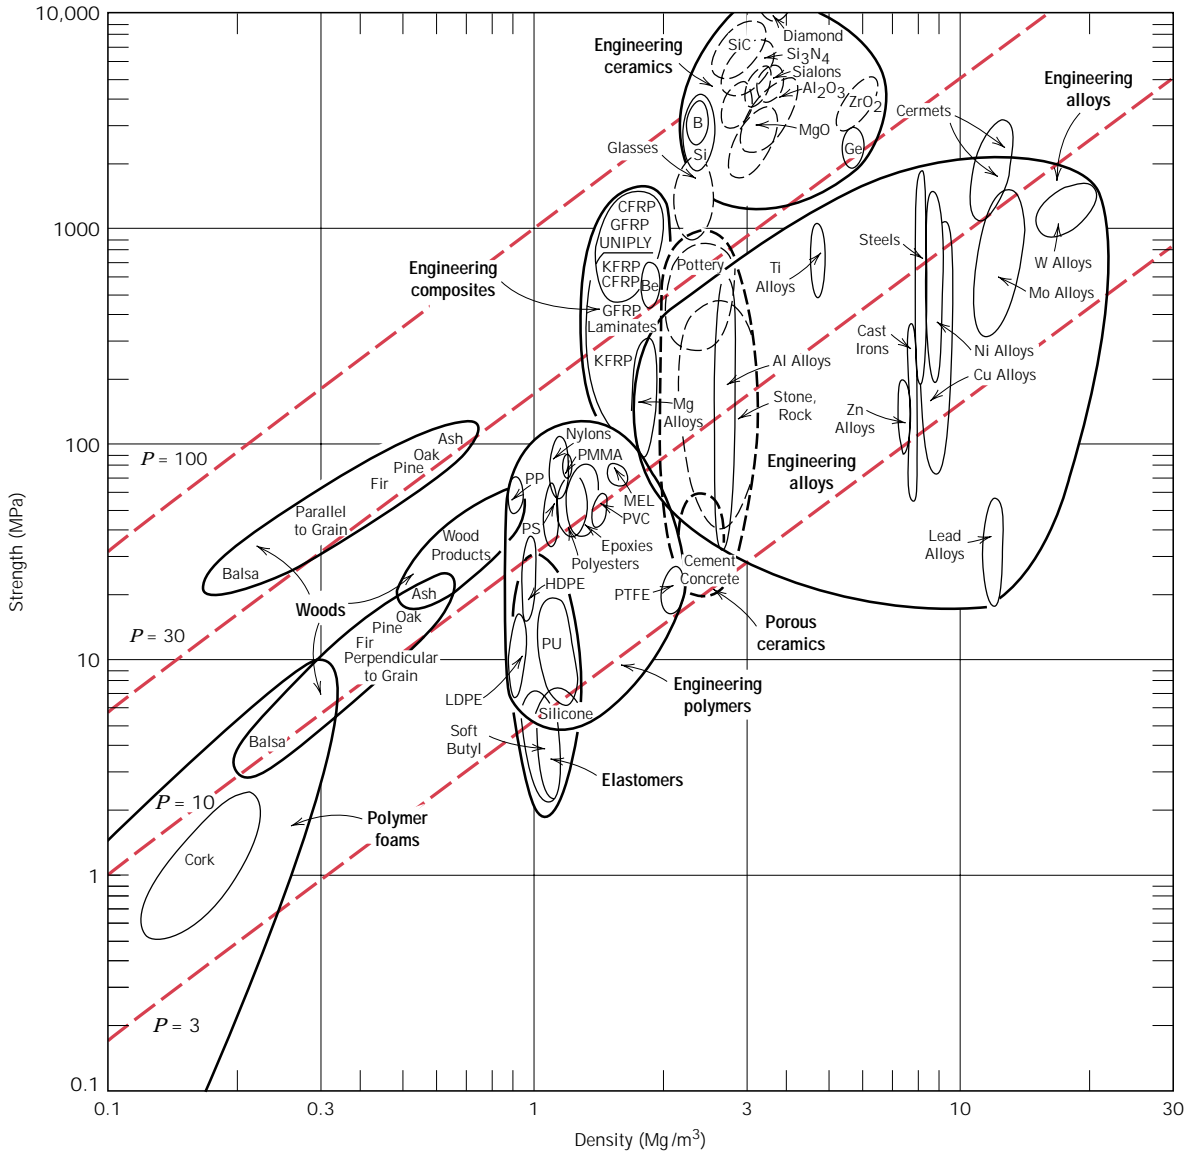 10,000
1000
100
10
1
0.1
Strength (MPa)
0.1
0.3
1
3
10
30
Density (Mg/m³)
Engineering
ceramics
SiC
Diamond
Si₃N₄
Sialons
Al₂O₃
ZrO₂
MgO
B
Si
Ge
Glasses
Cermets
Engineering
alloys
CFRP
GFRP
UNIPLY
KFRP
CFRP
Be
GFRP
Laminates
KFRP
Engineering
composites
Pottery
Ti
Alloys
Steels
W Alloys
Mo Alloys
Cast
Irons
Ni Alloys
Cu Alloys
Al Alloys
Mg
Alloys
Stone,
Rock
Zn
Alloys
Engineering
alloys
Lead
Alloys
P = 100
Ash
Oak
Pine
Fir
Parallel
to Grain
Balsa
Nylons
PMMA
PP
MEL
PVC
PS
Epoxies
Polyesters
Wood
Products
HDPE
PTFE
Cement
Concrete
Porous
ceramics
Woods
Ash
Oak
Pine
Fir
Perpendicular
to Grain
P = 30
PU
LDPE
Engineering
polymers
Silicone
Soft
Butyl
Elastomers
Balsa
P = 10
Polymer
foams
Cork
P = 3